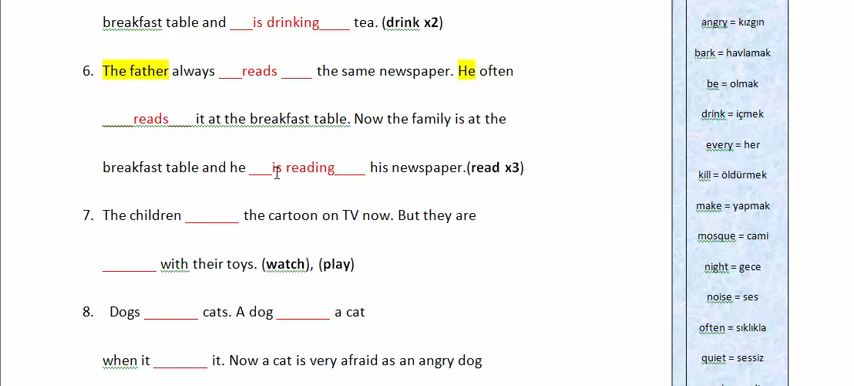 breakfast table and ___is drinking____ tea. (drink x2)
6. The father always ___reads ____ the same newspaper. He often
____reads___ it at the breakfast table. Now the family is at the
breakfast table and he ___is reading____ his newspaper.(read x3)
7. The children _______ the cartoon on TV now. But they are
_______ with their toys. (watch), (play)
8. Dogs _______ cats. A dog _______ a cat
when it _______ it. Now a cat is very afraid as an angry dog
angry = kızgın
bark = havlamak
be = olmak
drink = içmek
every = her
kill = öldürmek
make = yapmak
mosque = cami
night = gece
noise = ses
often = sıklıkla
quiet = sessiz